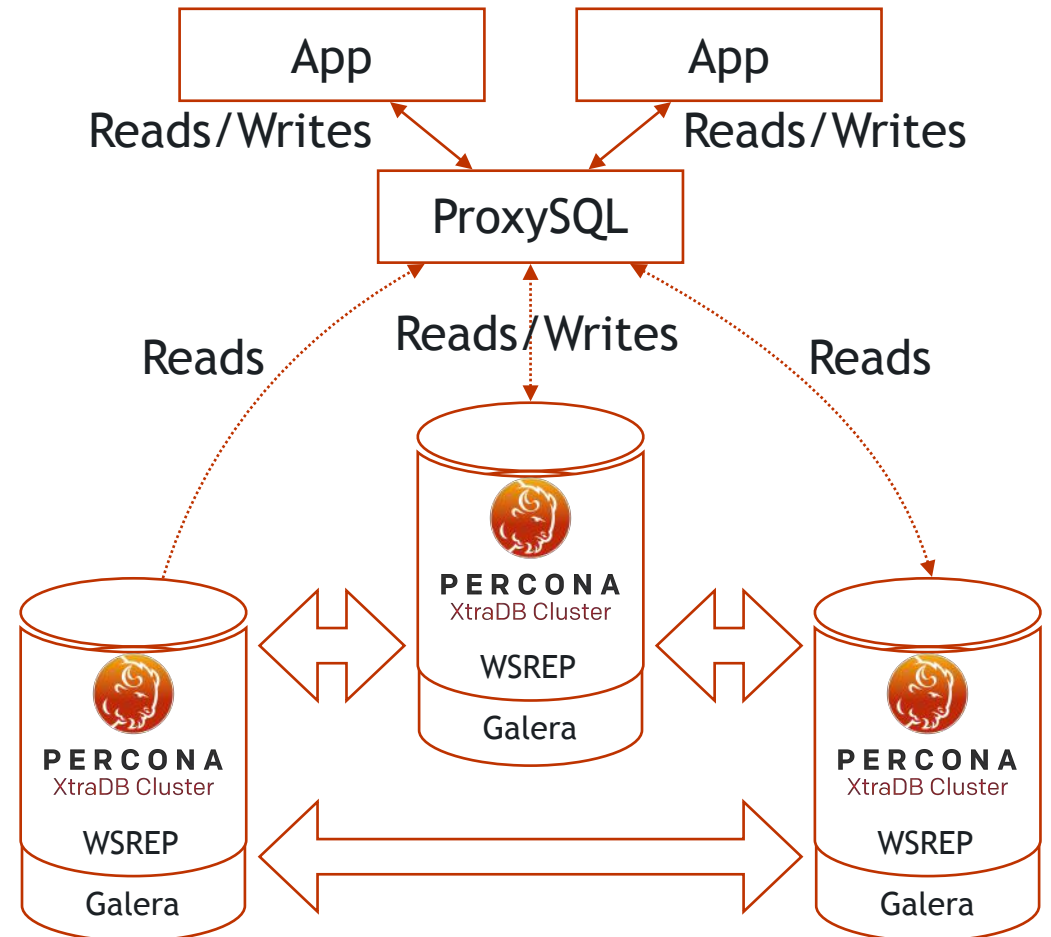 App
App
Reads/Writes
Reads/Writes
ProxySQL
Reads
Reads/Writes
Reads
PERCONA
XtraDB Cluster
WSREP
Galera
PERCONA
XtraDB Cluster
WSREP
Galera
PERCONA
XtraDB Cluster
WSREP
Galera